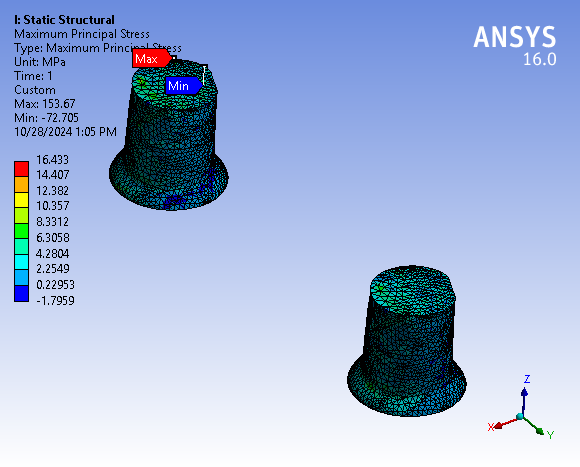 I: Static Structural
Maximum Principal Stress
Type: Maximum Principal Stress
Unit: MPa
Time: 1
Custom
Max: 153.67
Min: -72.705
10/28/2024 1:05 PM
ANSYS
16.0
Max
Min
16.433
14.407
12.382
10.357
8.3312
6.3058
4.2804
2.2549
0.22953
-1.7959
Z
X
Y